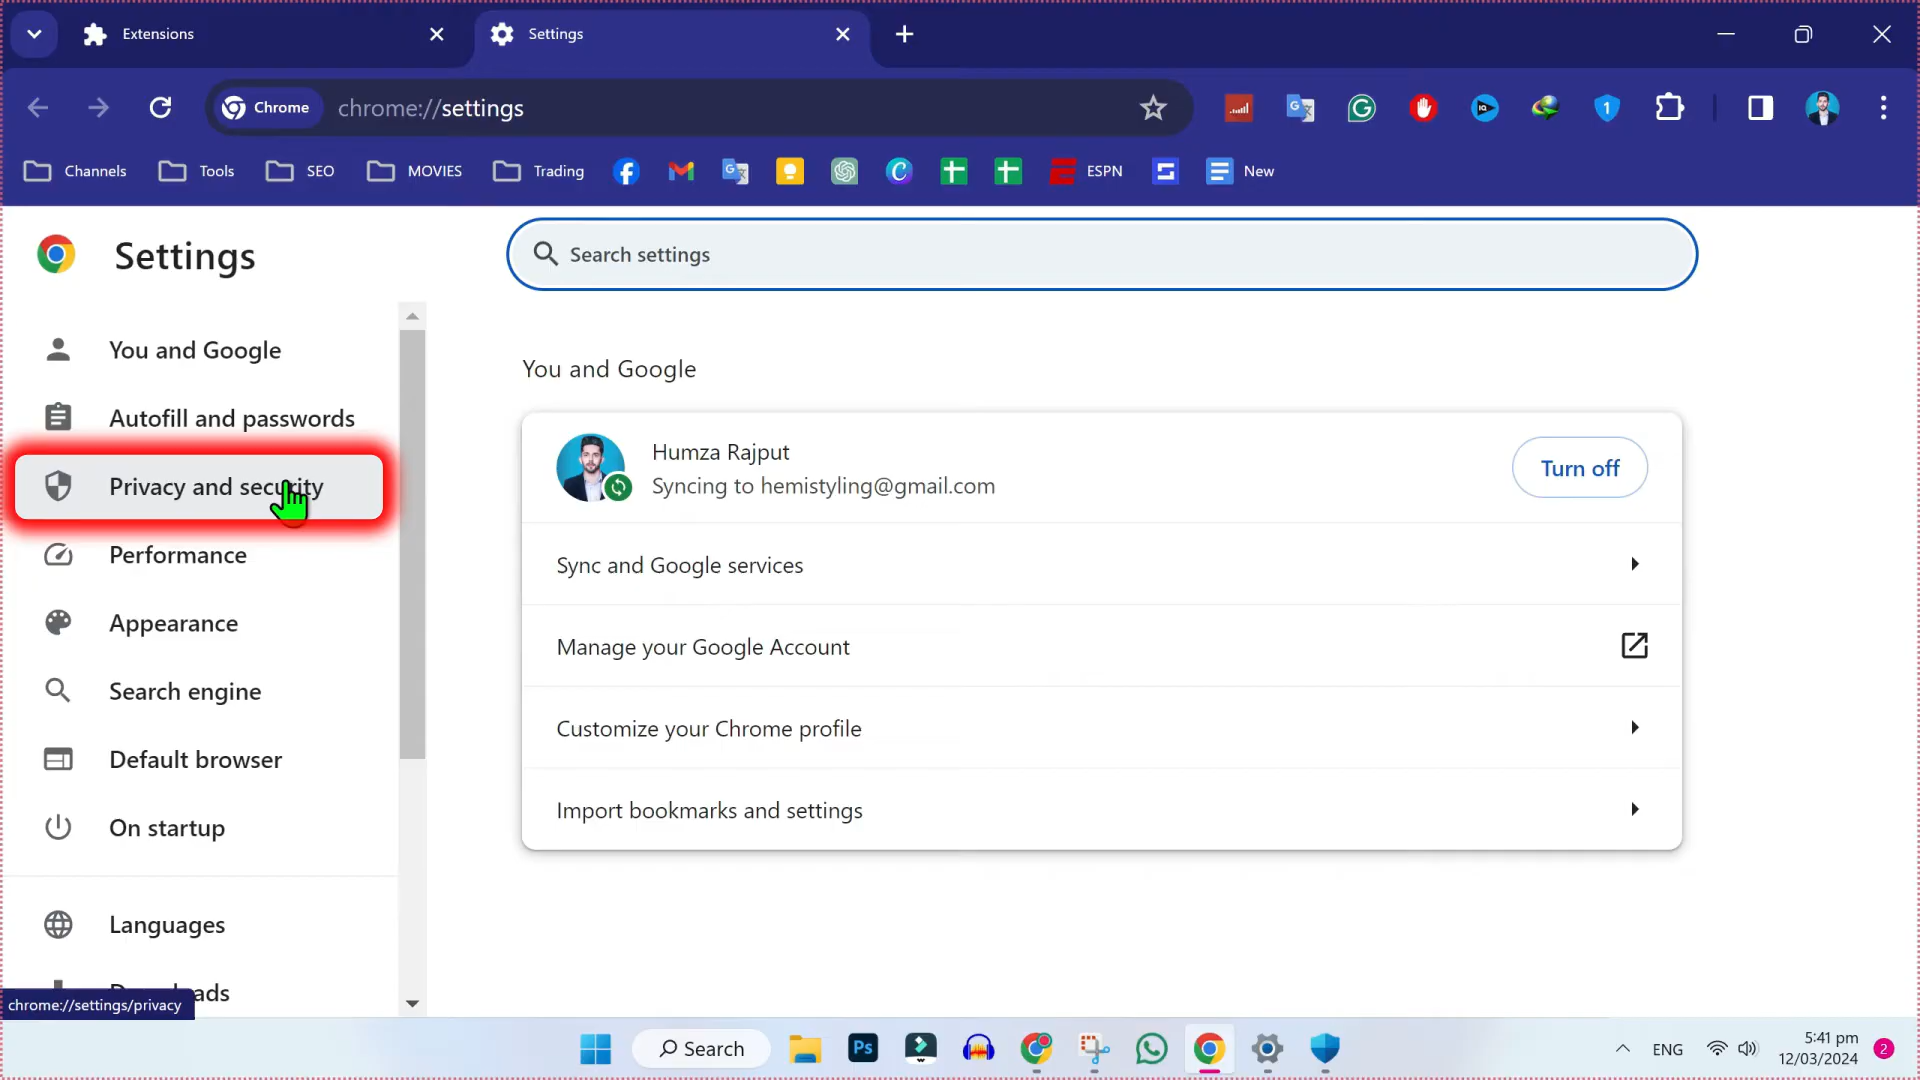 Extensions
Settings
Chrome
chrome://settings
Channels
Tools
SEO
MOVIES
Trading
ESPN
New
Settings
Search settings
You and Google
Autofill and passwords
Privacy and security
Performance
Appearance
Search engine
Default browser
On startup
Languages
chrome://settings/privacy
You and Google
Humza Rajput
Syncing to hemistyling@gmail.com
Turn off
Sync and Google services
Manage your Google Account
Customize your Chrome profile
Import bookmarks and settings
Search
Ps
ENG
5:41 pm
12/03/2024
2